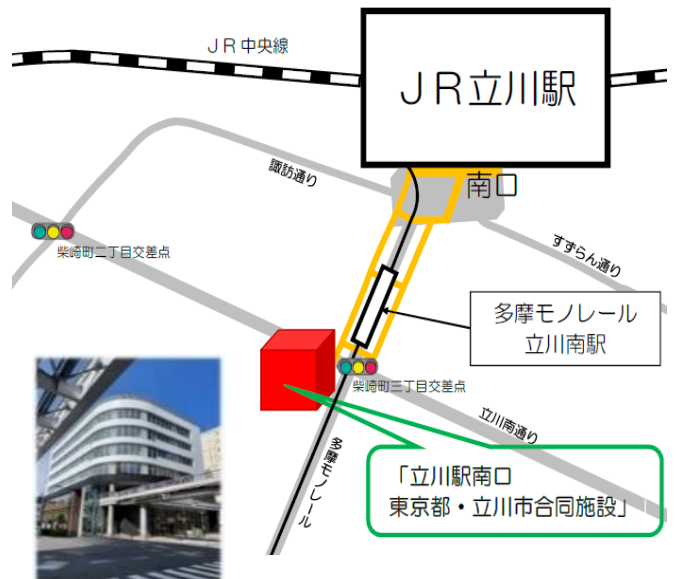 ＪＲ中央線
ＪＲ立川駅
諏訪通り
南口
すずらん通り
柴崎町二丁目交差点
多摩モノレール
立川南駅
柴崎町三丁目交差点
立川南通り
多摩モノレール
「立川駅南口
東京都・立川市合同施設」